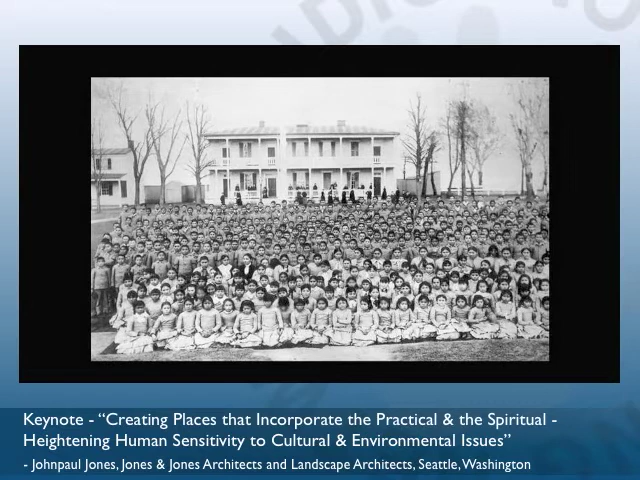 Keynote - “Creating Places that Incorporate the Practical & the Spiritual -
Heightening Human Sensitivity to Cultural & Environmental Issues”
- Johnpaul Jones, Jones & Jones Architects and Landscape Architects, Seattle, Washington